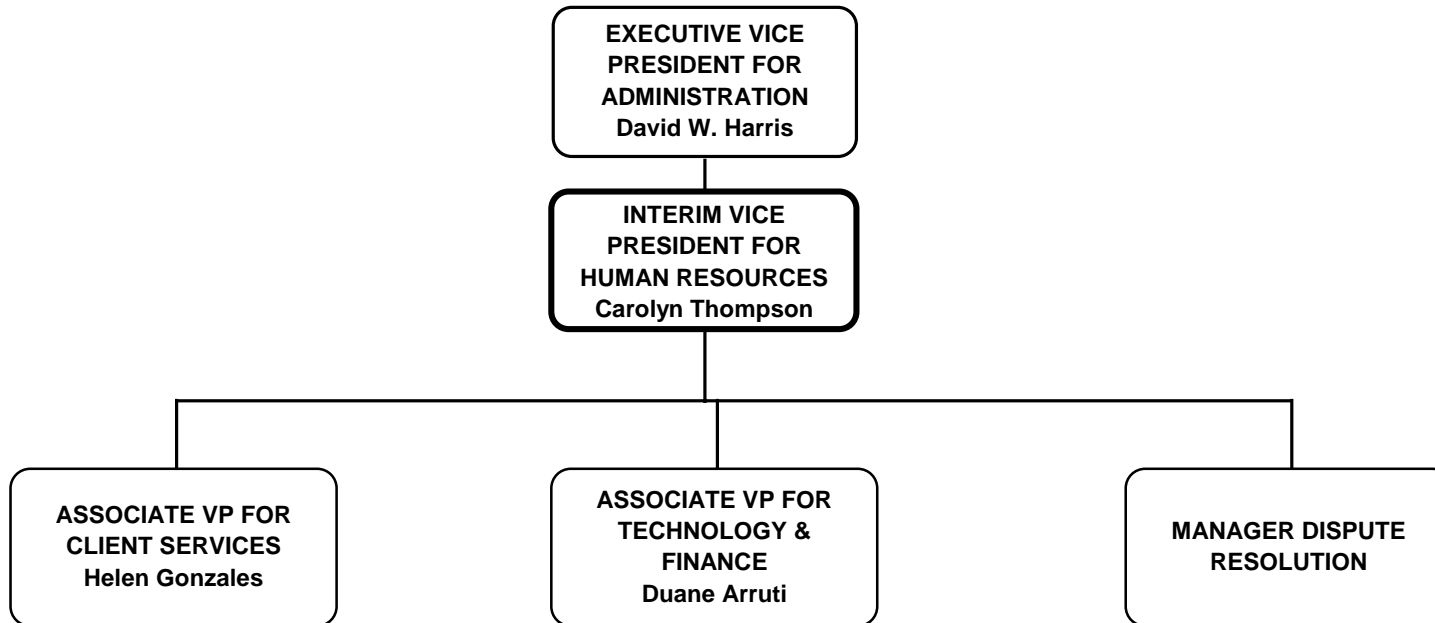 EXECUTIVE VICE
PRESIDENT FOR
ADMINISTRATION
David W. Harris
INTERIM VICE
PRESIDENT FOR
HUMAN RESOURCES
Carolyn Thompson
ASSOCIATE VP FOR
CLIENT SERVICES
Helen Gonzales
ASSOCIATE VP FOR
TECHNOLOGY &
FINANCE
Duane Arruti
MANAGER DISPUTE
RESOLUTION